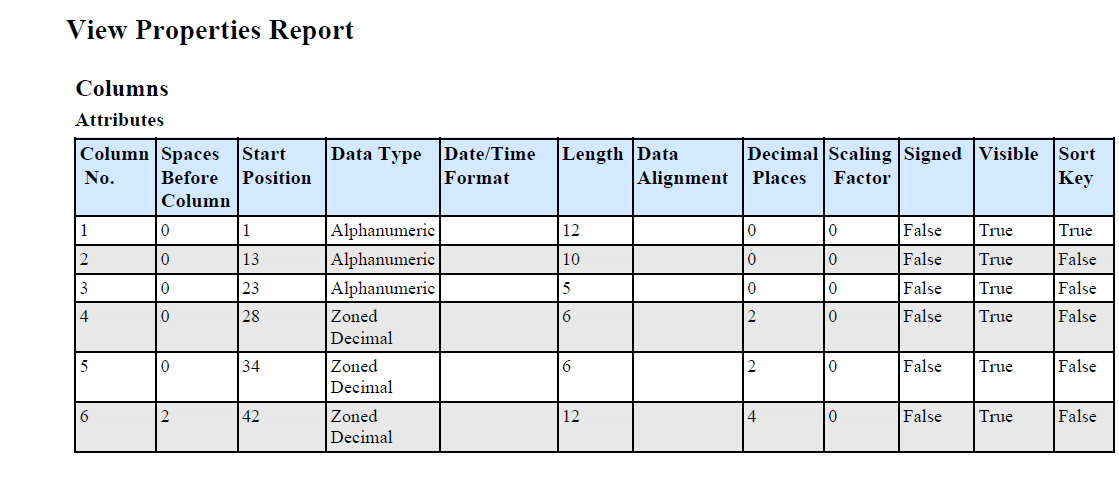 View Properties Report
Columns
Attributes
Column No. Spaces Before Column Start Position Data Type Date/Time Format Length Data Alignment Decimal Places Scaling Factor Signed Visible Sort Key
1 0 1 Alphanumeric 12 0 0 False True True
2 0 13 Alphanumeric 10 0 0 False True False
3 0 23 Alphanumeric 5 0 0 False True False
4 0 28 Zoned Decimal 6 2 0 False True False
5 0 34 Zoned Decimal 6 2 0 False True False
6 2 42 Zoned Decimal 12 4 0 False True False